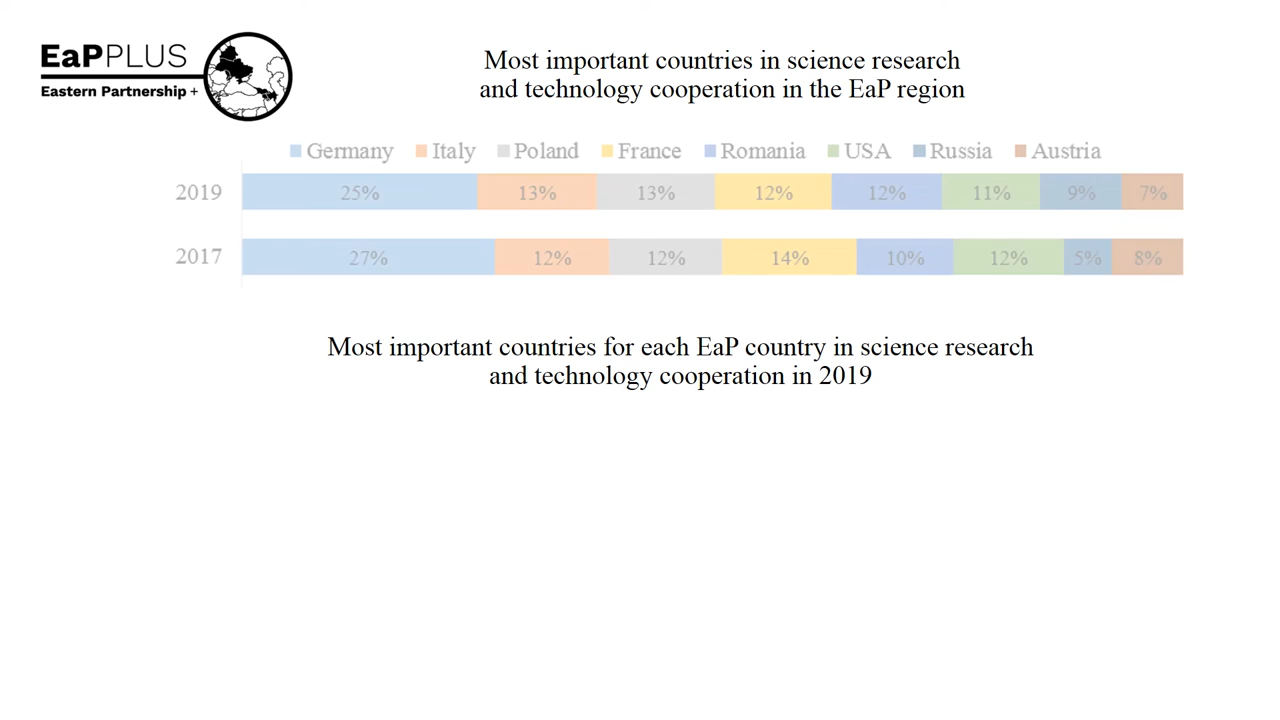 EaPPLUS
Eastern Partnership +
Most important countries in science research
and technology cooperation in the EaP region
Germany Italy Poland France Romania USA Russia Austria
2019 25% 13% 13% 12% 12% 11% 9% 7%
2017 27% 12% 12% 14% 10% 12% 5% 8%
Most important countries for each EaP country in science research
and technology cooperation in 2019